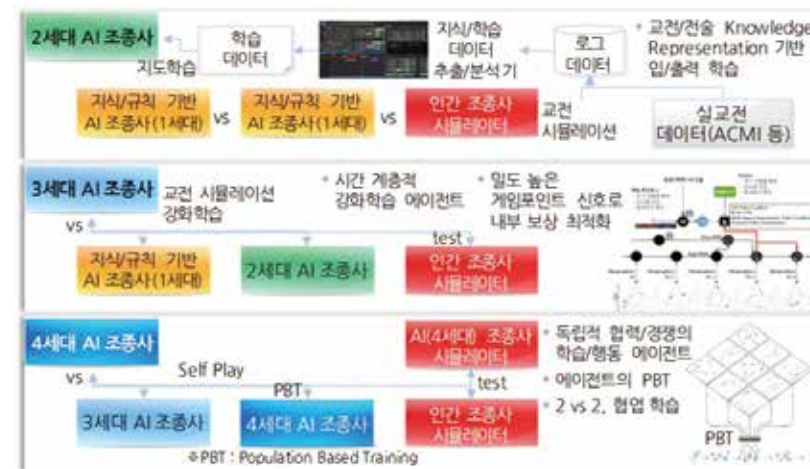 2세대 AI 조종사
지도학습
학습
데이터
지식/학습
데이터
추출/분석기
로그
데이터
• 교전/전술 Knowledge
Representation 기반
입/출력 학습
지식/규칙 기반
AI 조종사(1세대)
vs
지식/규칙 기반
AI 조종사(1세대)
vs
인간 조종사
시뮬레이터
교전
시뮬레이션
실교전
데이터(ACMI 등)
3세대 AI 조종사
교전 시뮬레이션
강화학습
• 시간 계층적
강화학습 에이전트
• 밀도 높은
게임포인트 신호로
내부 보상 최적화
vs
test
지식/규칙 기반
AI 조종사(1세대)
2세대 AI 조종사
인간 조종사
시뮬레이터
4세대 AI 조종사
AI(4세대) 조종사
시뮬레이터
• 독립적 협력/경쟁의
학습/행동 에이전트
• 에이전트의 PBT
• 2 vs 2, 협업 학습
vs
Self Play
PBT
test
3세대 AI 조종사
4세대 AI 조종사
인간 조종사
시뮬레이터
PBT
※PBT : Population Based Training